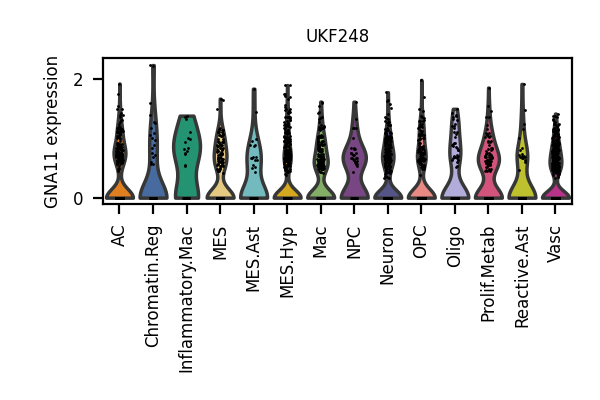 UKF248
GNA11 expression
2
0
AC
Chromatin.Reg
Inflammatory.Mac
MES
MES.Ast
MES.Hyp
Mac
NPC
Neuron
OPC
Oligo
Prolif.Metab
Reactive.Ast
Vasc